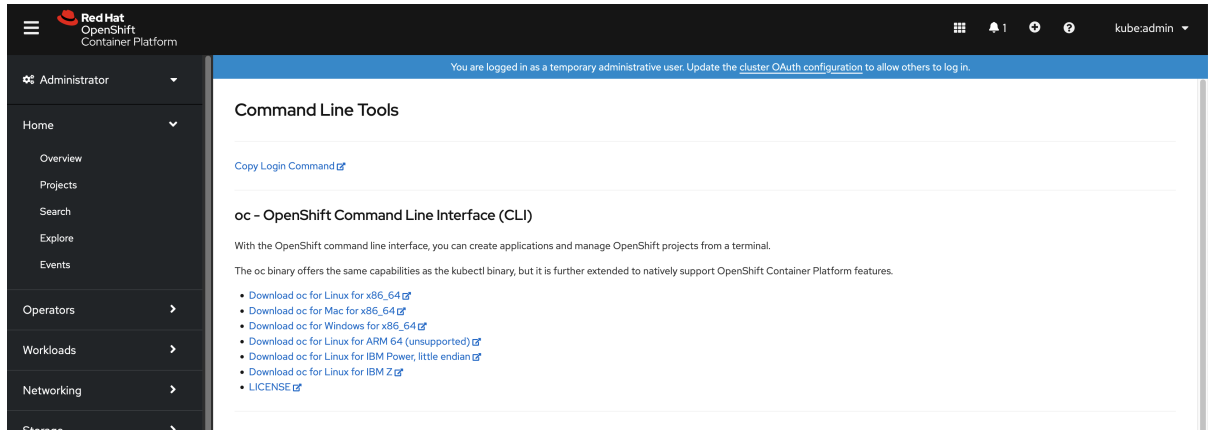 Red Hat
OpenShift
Container Platform
1
kube:admin
Administrator
You are logged in as a temporary administrative user. Update the cluster OAuth configuration to allow others to log in.
Home
Overview
Projects
Search
Explore
Events
Operators
Workloads
Networking
Storage
Command Line Tools
Copy Login Command
oc - OpenShift Command Line Interface (CLI)
With the OpenShift command line interface, you can create applications and manage OpenShift projects from a terminal.
The oc binary offers the same capabilities as the kubectl binary, but it is further extended to natively support OpenShift Container Platform features.
Download oc for Linux for x86_64
Download oc for Mac for x86_64
Download oc for Windows for x86_64
Download oc for Linux for ARM 64 (unsupported)
Download oc for Linux for IBM Power, little endian
Download oc for Linux for IBM Z
LICENSE